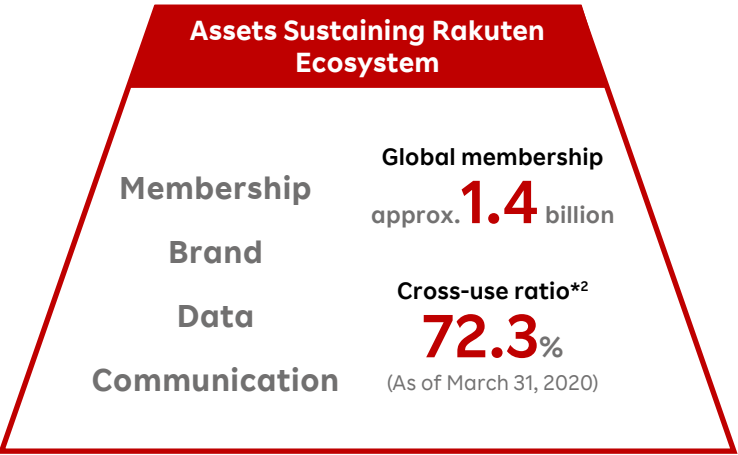 Assets Sustaining Rakuten
Ecosystem
Membership
Brand
Data
Communication
Global membership
approx.1.4 billion
Cross-use ratio*2
72.3%
(As of March 31, 2020)